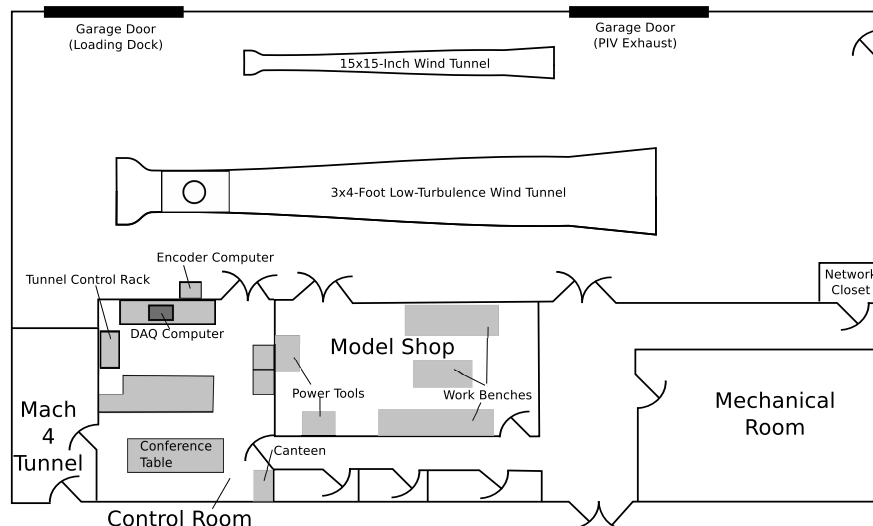 Garage Door
(Loading Dock)
Garage Door
(PIV Exhaust)
15x15-Inch Wind Tunnel
3x4-Foot Low-Turbulence Wind Tunnel
Encoder Computer
Tunnel Control Rack
DAQ Computer
Network
Closet
Model Shop
Power Tools
Work Benches
Mach
4
Tunnel
Mechanical
Room
Conference
Table
Canteen
Control Room